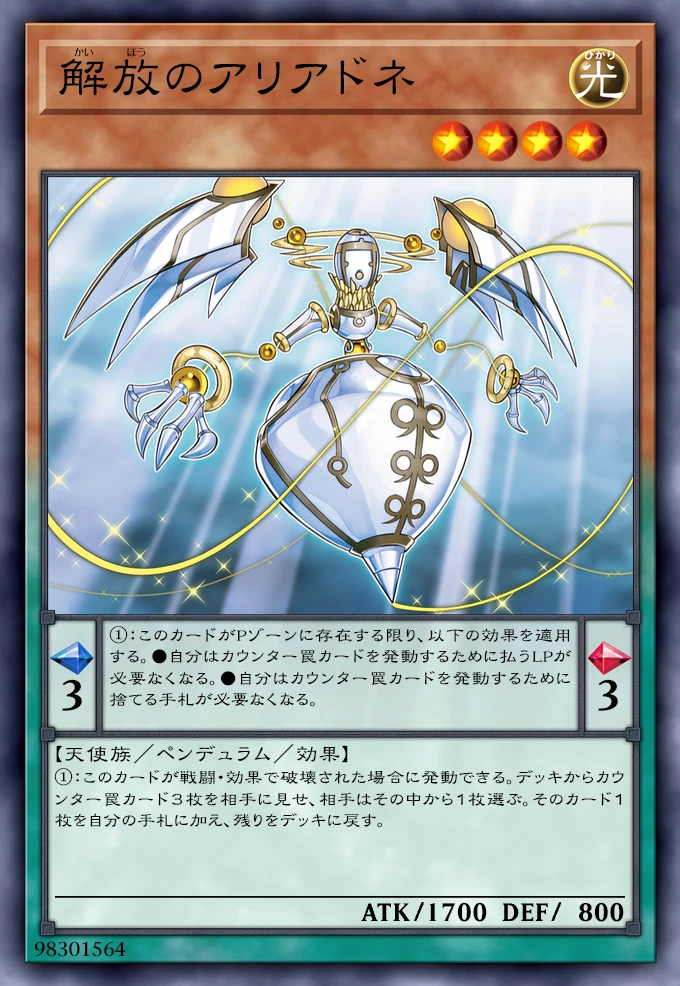 かい ほう
解放のアリアドネ
ひかり
光
①:このカードがPゾーンに存在する限り、以下の効果を適用
する。●自分はカウンター罠カードを発動するために払うLPが
必要なくなる。●自分はカウンター罠カードを発動するために
捨てる手札が必要なくなる。
3 3
【天使族/ペンデュラム/効果】
①:このカードが戦闘・効果で破壊された場合に発動できる。デッキからカウ
ンター罠カード3枚を相手に見せ、相手はその中から1枚選ぶ。そのカード1
枚を自分の手札に加え、残りをデッキに戻す。
ATK/1700 DEF/ 800
98301564